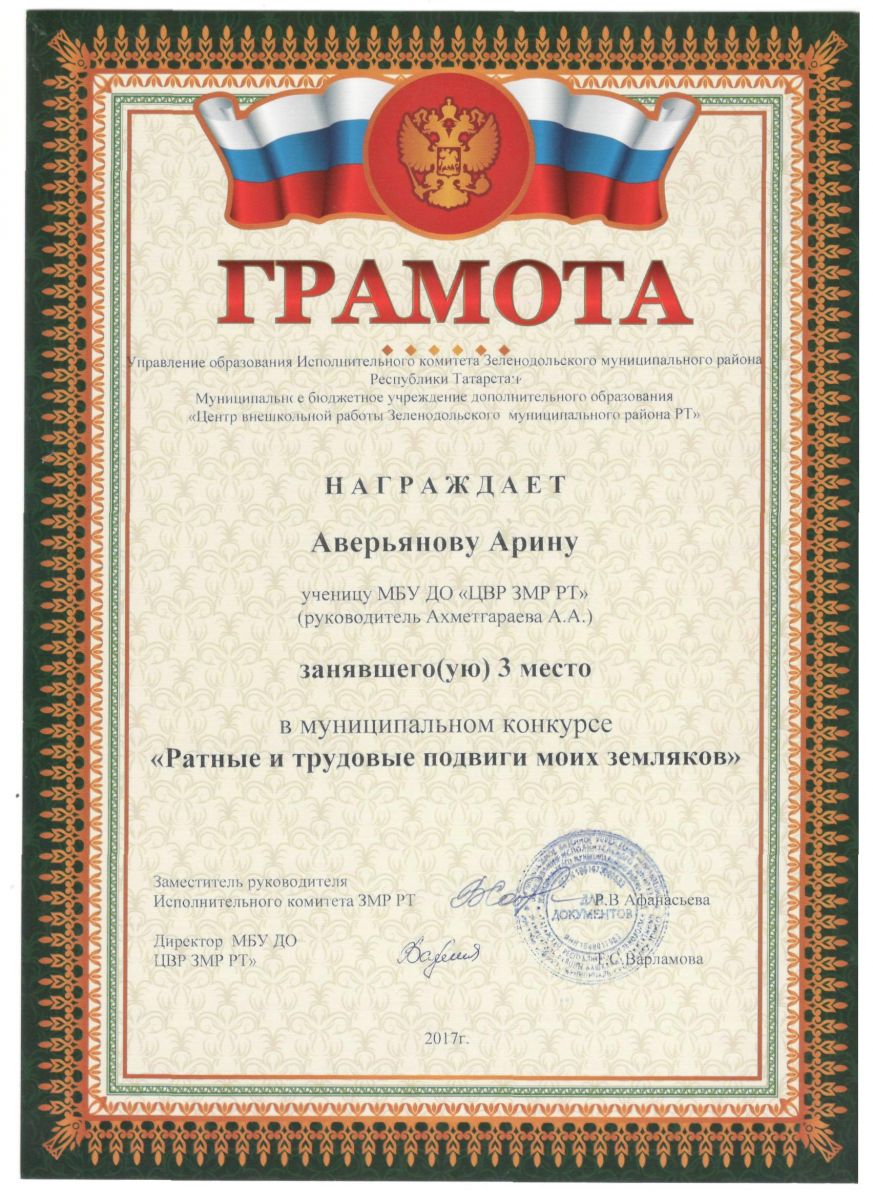 ГРАМОТА
Управление образования Исполнительного комитета Зеленодольского муниципального района
Республики Татарстан
Муниципальное бюджетное учреждение дополнительного образования
«Центр внешкольной работы Зеленодольского муниципального района РТ»
НАГРАЖДАЕТ
Аверьянову Арину
ученицу МБУ ДО «ЦВР ЗМР РТ»
(руководитель Ахметгараева А.А.)
занявшего(ую) 3 место
в муниципальном конкурсе
«Ратные и трудовые подвиги моих земляков»
Заместитель руководителя
Исполнительного комитета ЗМР РТ
Р.В Афанасьева
ДЛЯ
ДОКУМЕНТОВ
Директор МБУ ДО
ЦВР ЗМР РТ»
Т.С.Варламова
2017г.